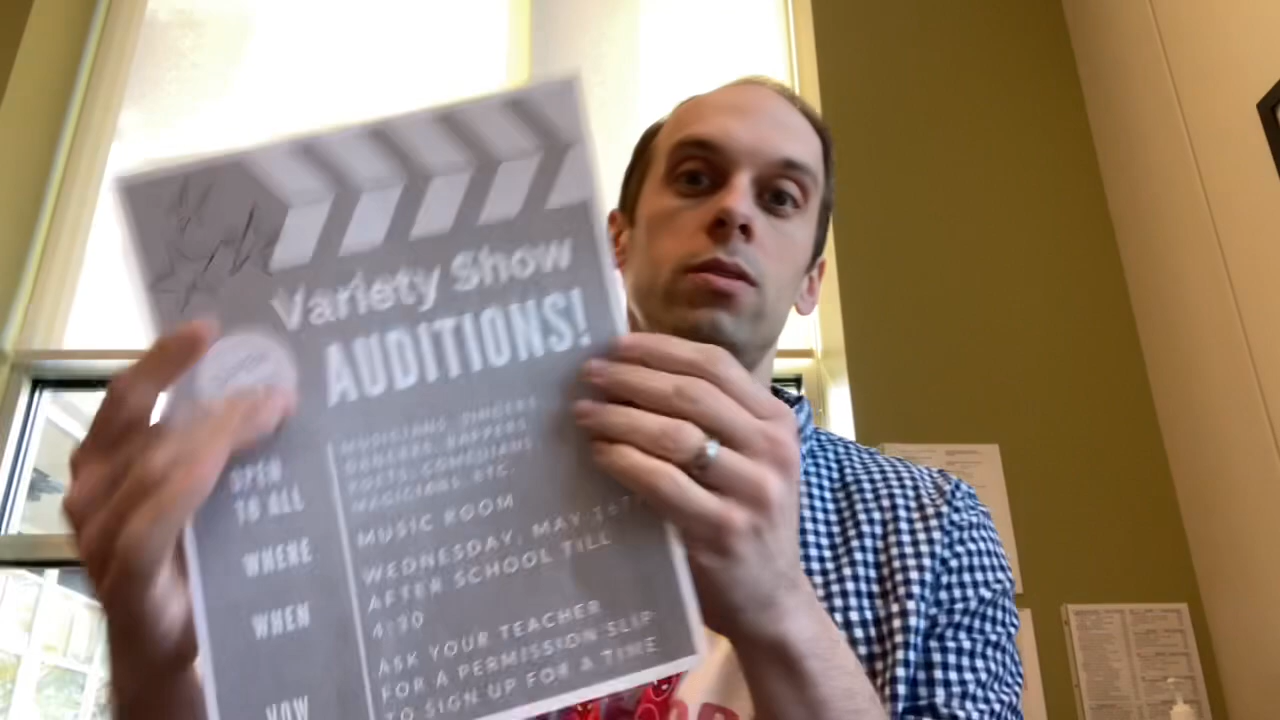 Variety Show
AUDITIONS!
OPEN
TO ALL
MUSICIANS, SINGERS
DANCERS, RAPPERS
POETS, COMEDIANS
MAGICIANS, ETC.
WHERE
MUSIC ROOM
WHEN
WEDNESDAY, MAY
AFTER SCHOOL TILL
4:30
ASK YOUR TEACHER
FOR A PERMISSION SLIP
TO SIGN UP FOR A TIME